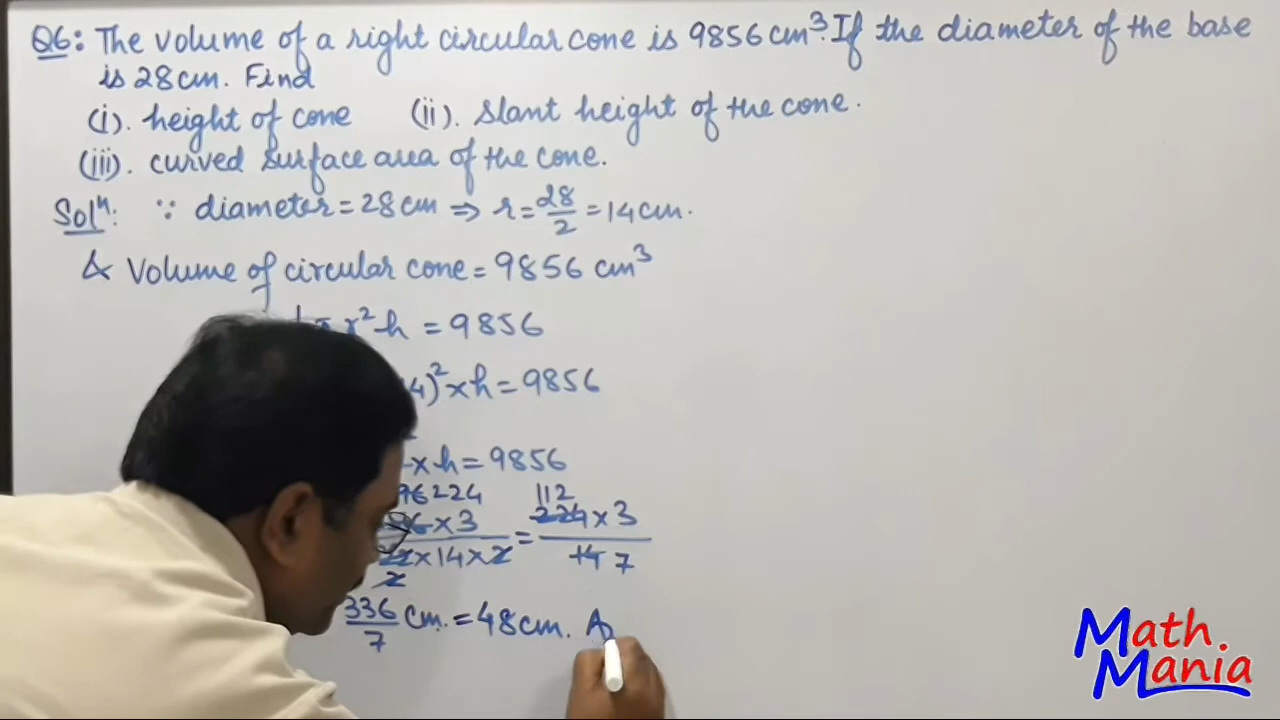 Q6: The volume of a right circular cone is 9856 cm³. If the diameter of the base
is 28cm. Find
(i). height of cone (ii). slant height of the cone.
(iii). curved surface area of the cone.
Solⁿ: ∵ diameter = 28 cm ⇒ r = 28/2 = 14 cm.
& Volume of circular cone = 9856 cm³
r² h = 9856
4)² × h = 9856
× h = 9856
224 112
× 3 / × 14 × 2 = 224 × 3 / 14 7
336/7 cm. = 48 cm. A
Math
Mania